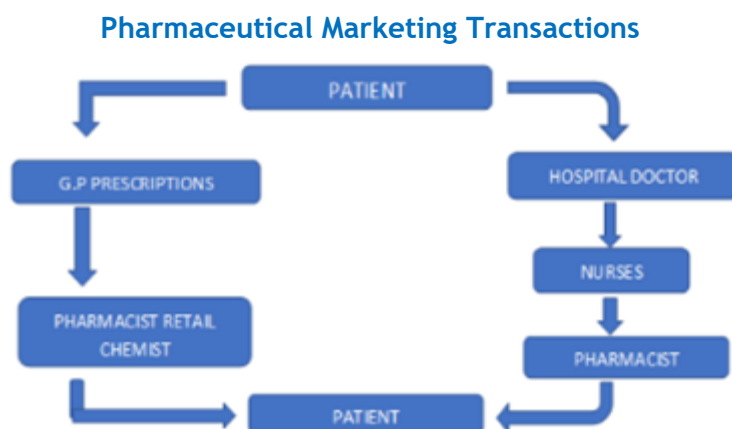 Pharmaceutical Marketing Transactions
PATIENT
G.P PRESCRIPTIONS
HOSPITAL DOCTOR
NURSES
PHARMACIST RETAIL
CHEMIST
PHARMACIST
PATIENT